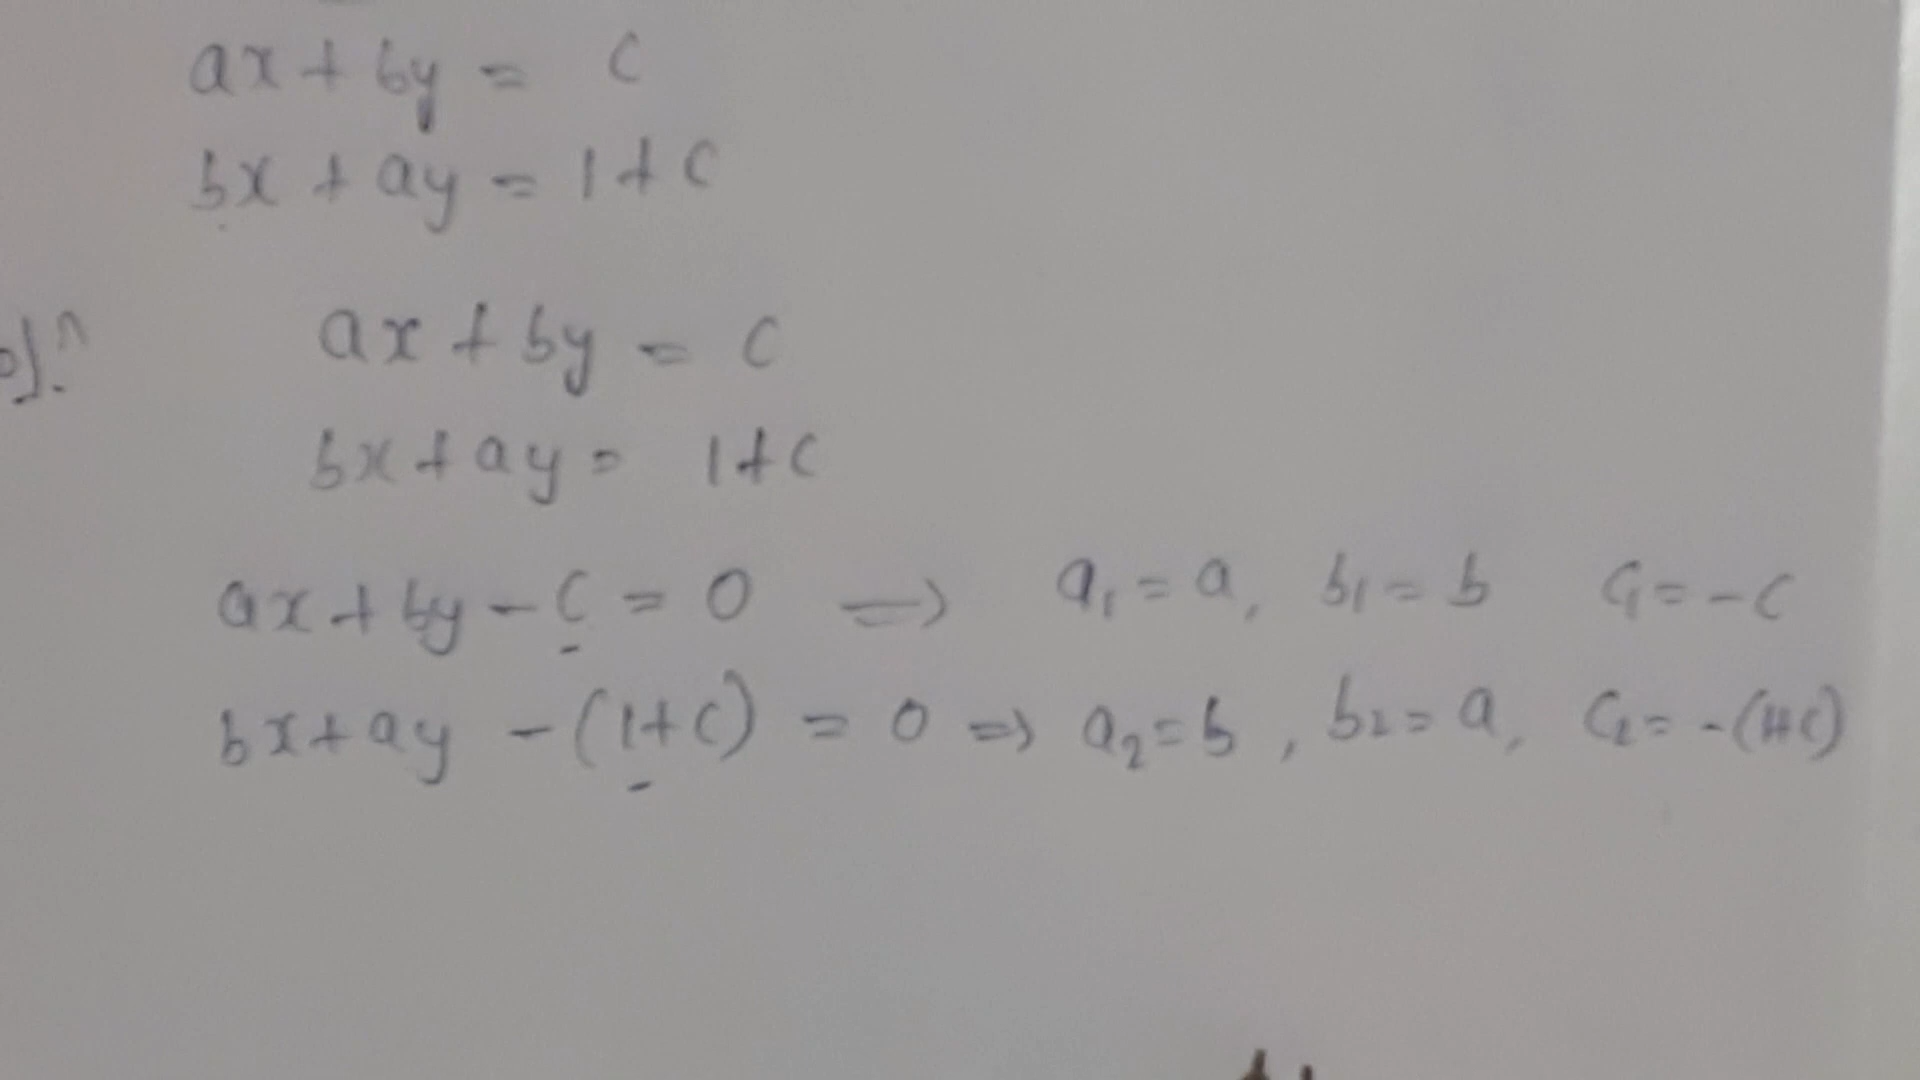 ax + by = c
bx + ay = 1 + c
Sol.ⁿ ax + by = c
bx + ay = 1 + c
ax + by - c = 0 ⇒ a₁ = a, b₁ = b c₁ = -c
bx + ay - (1+c) = 0 ⇒ a₂ = b, b₂ = a, c₂ = -(1+c)